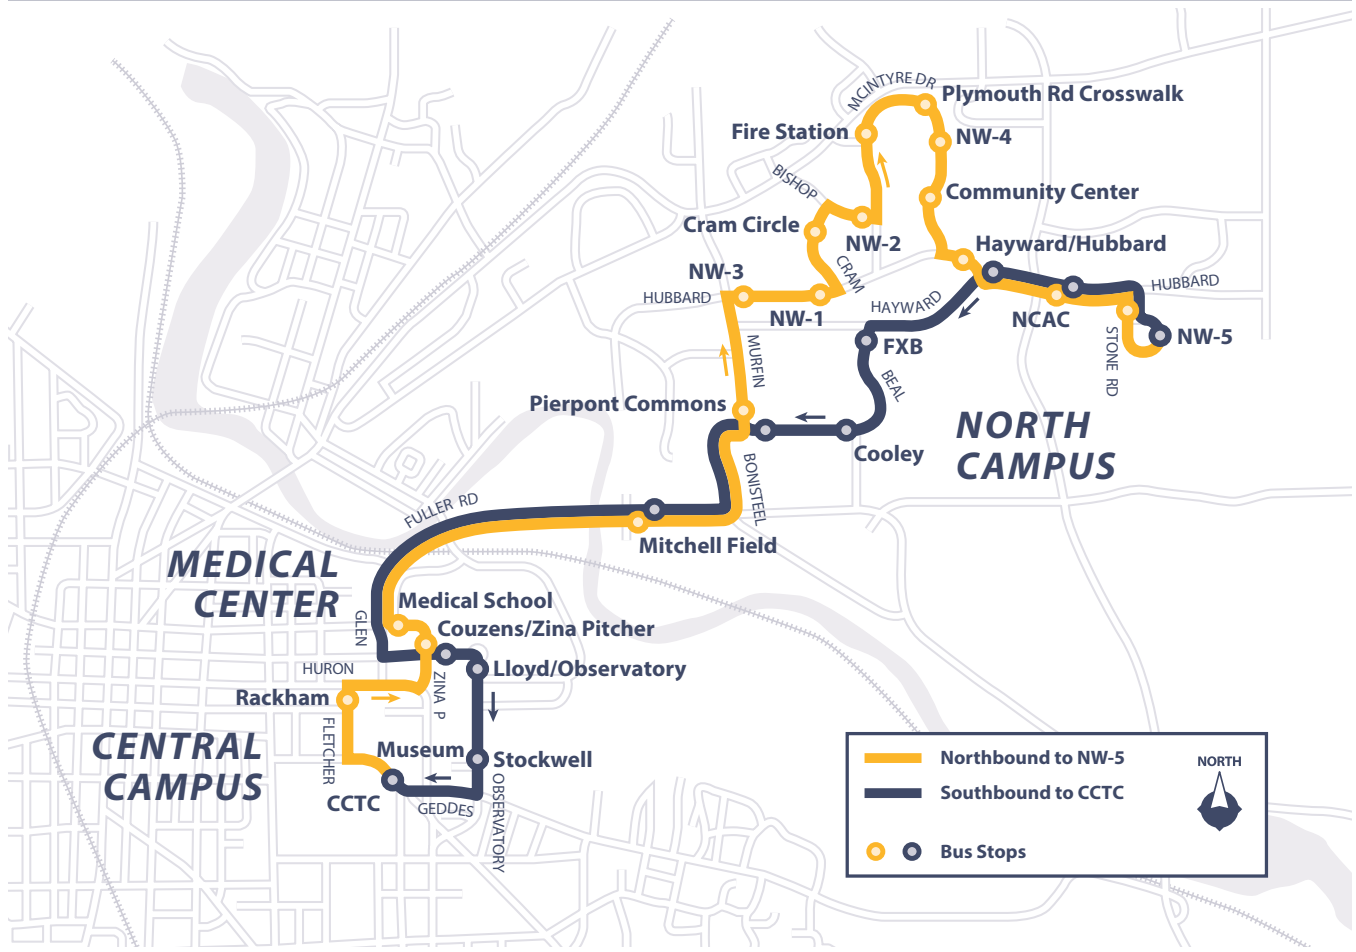 MCINTYRE DR
Plymouth Rd Crosswalk
Fire Station
NW-4
BISHOP
Community Center
Cram Circle
NW-2
Hayward/Hubbard
NW-3
CRAM
HUBBARD
HUBBARD
HAYWARD
NW-1
NCAC
STONE RD
NW-5
FXB
MURFIN
BEAL
Pierpont Commons
NORTH
CAMPUS
Cooley
BONISTEEL
FULLER RD
Mitchell Field
MEDICAL
CENTER
Medical School
GLEN
Couzens/Zina Pitcher
HURON
Lloyd/Observatory
ZINA P
Rackham
FLETCHER
CENTRAL
CAMPUS
Museum
Stockwell
CCTC
GEDDES
OBSERVATORY
Northbound to NW-5
Southbound to CCTC
Bus Stops
NORTH